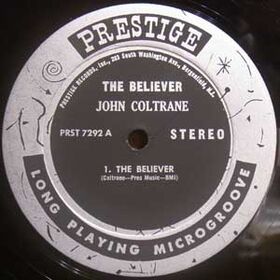 PRESTIGE
PRESTIGE RECORDS, Inc., 203 South Washington Ave., Bergenfield, N.J.
THE BELIEVER
JOHN COLTRANE
PRST 7292 A
STEREO
1. THE BELIEVER
(Coltrane—Pres Music—BMI)
LONG PLAYING MICROGROOVE